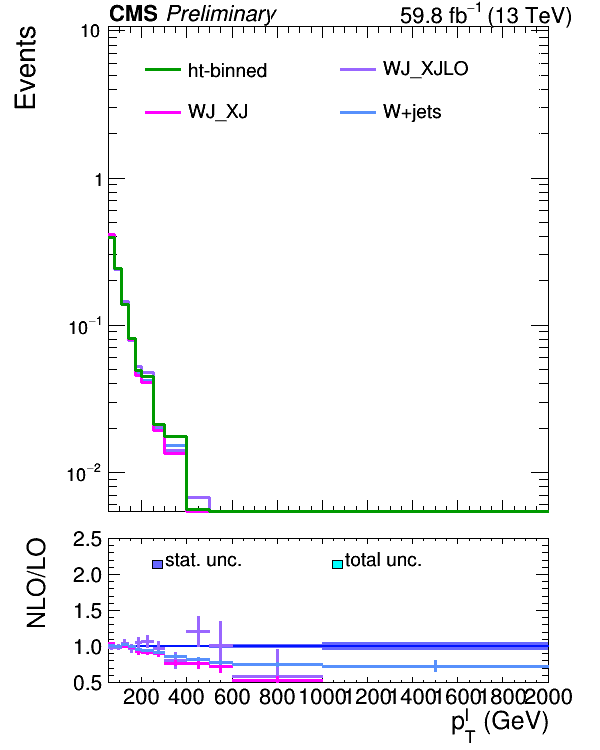 CMS Preliminary 59.8 fb⁻¹ (13 TeV)
Events
10
1
10⁻¹
10⁻²
ht-binned
WJ_XJLO
WJ_XJ
W+jets
NLO/LO
2.5
2.0
1.5
1.0
0.5
stat. unc.
total unc.
200 400 600 800 1000 1200 1400 1600 1800 2000
p_T^l (GeV)